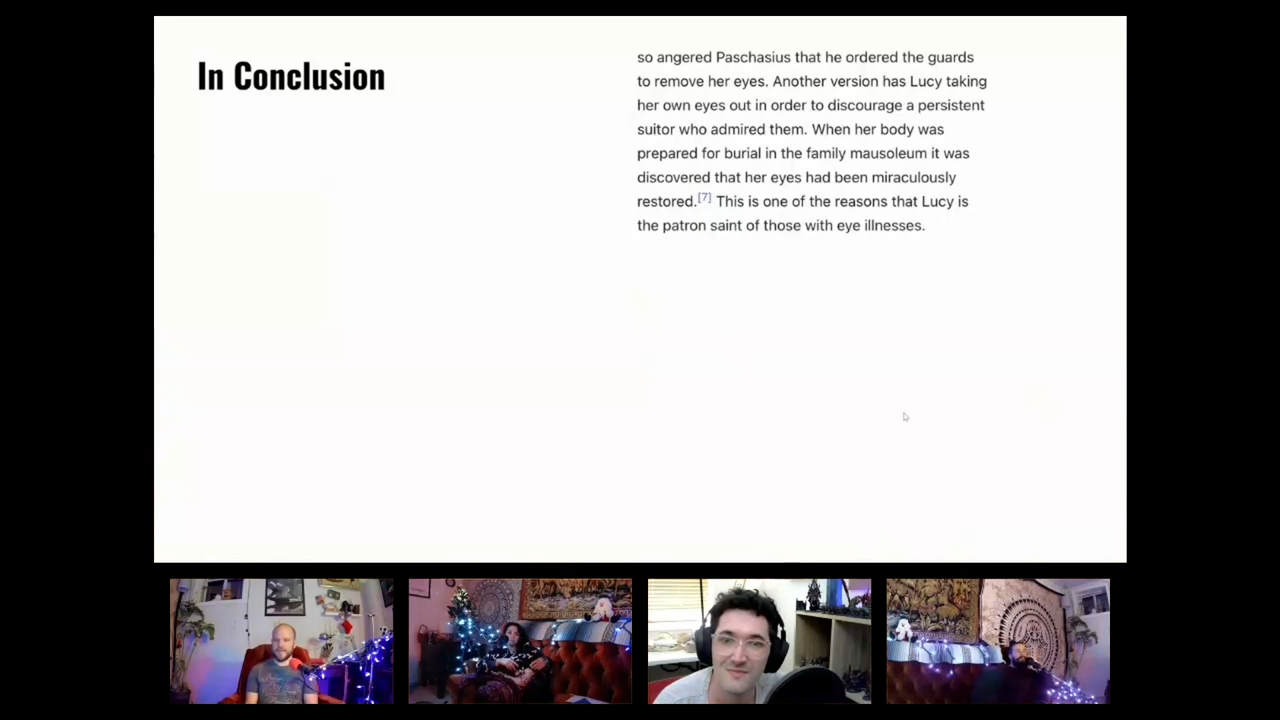 In Conclusion
so angered Paschasius that he ordered the guards
to remove her eyes. Another version has Lucy taking
her own eyes out in order to discourage a persistent
suitor who admired them. When her body was
prepared for burial in the family mausoleum it was
discovered that her eyes had been miraculously
restored.[7] This is one of the reasons that Lucy is
the patron saint of those with eye illnesses.